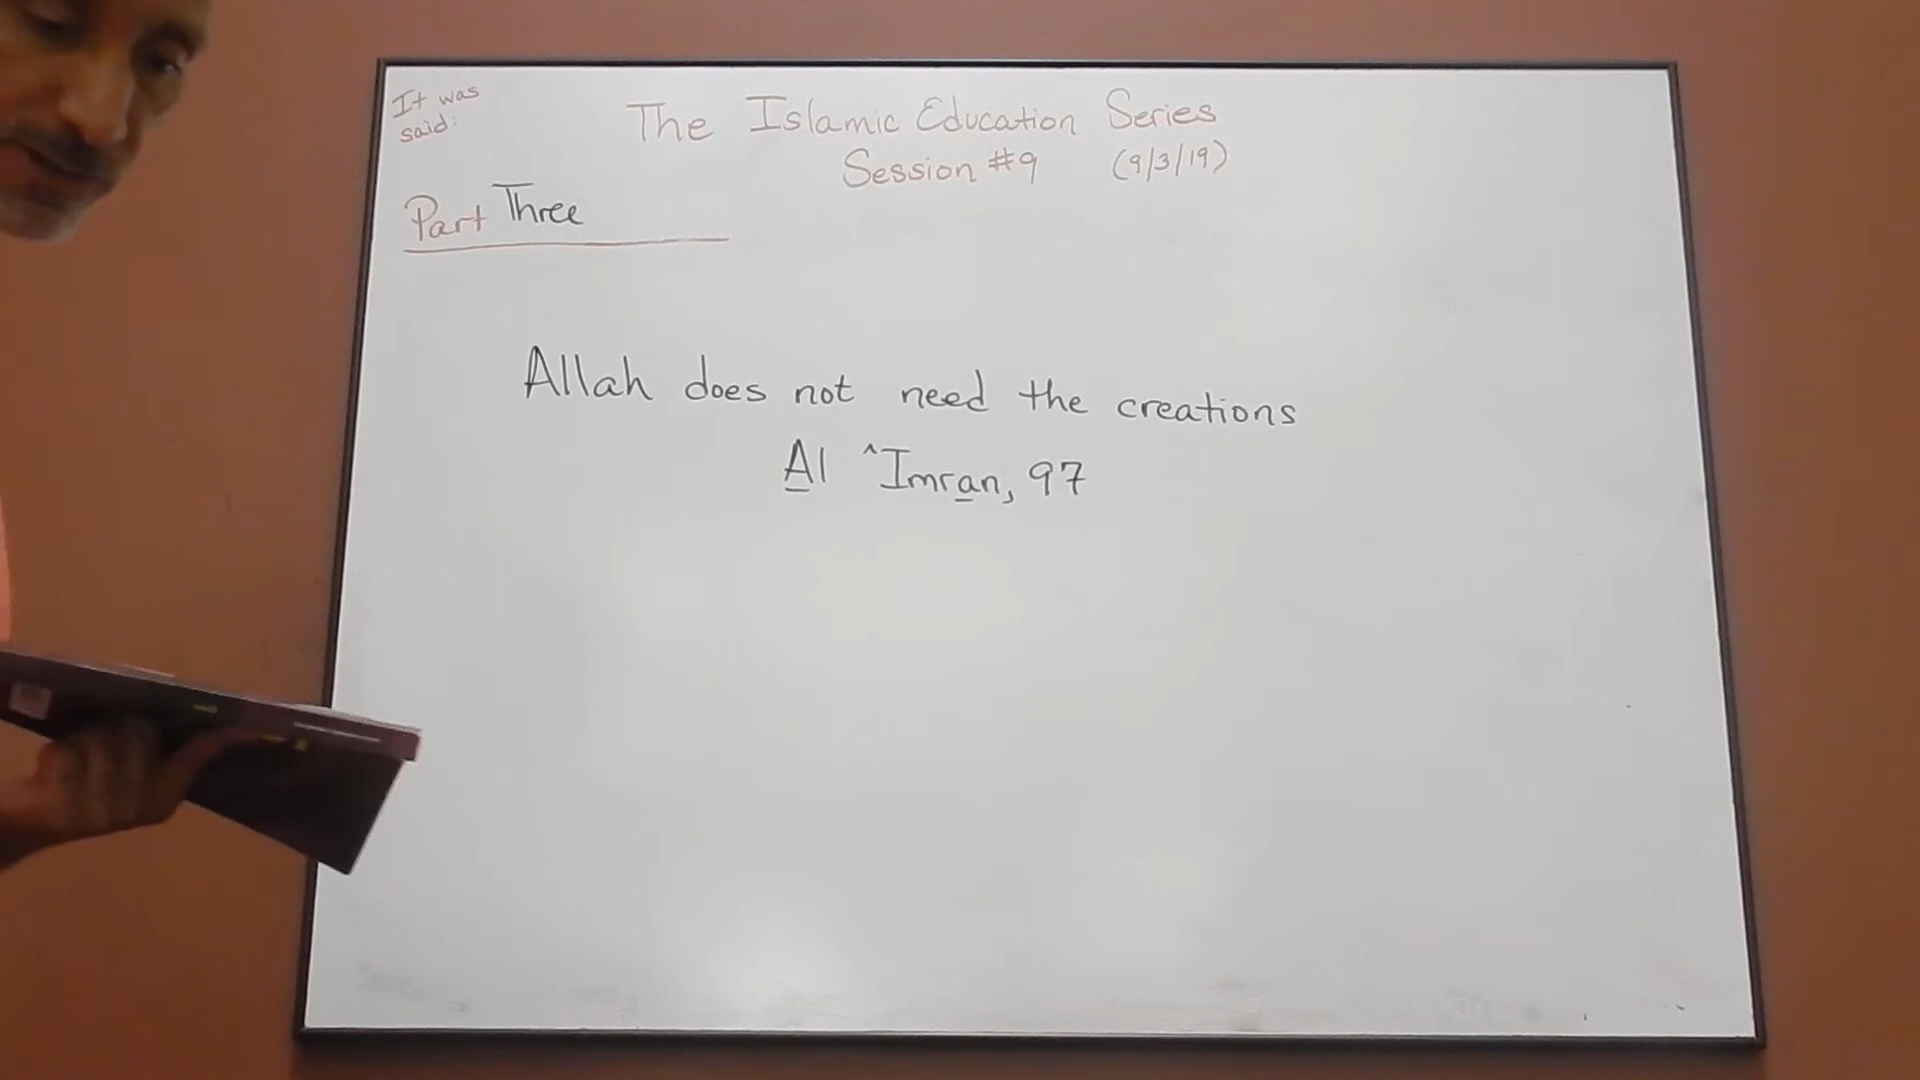 It was
said:
The Islamic Education Series
Session #9 (9/3/19)
Part Three
Allah does not need the creations
Al ^Imran, 97